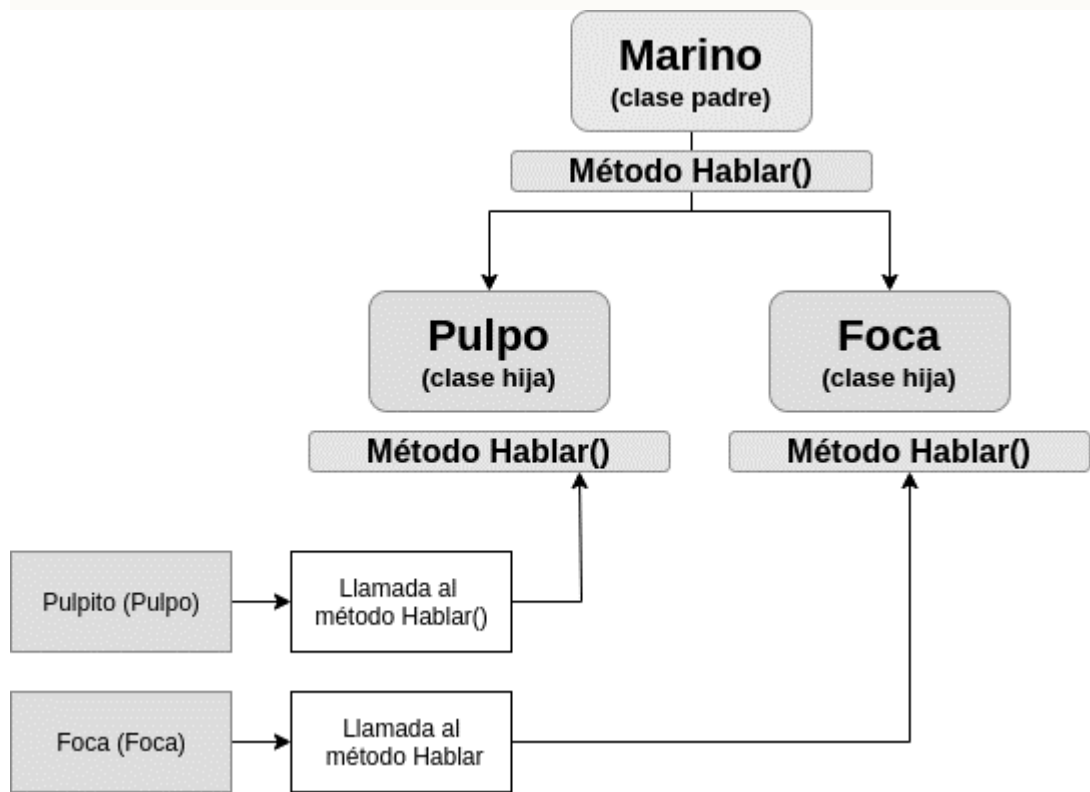 Marino
(clase padre)
Método Hablar()
Pulpo
(clase hija)
Foca
(clase hija)
Método Hablar()
Método Hablar()
Pulpito (Pulpo)
Llamada al
método Hablar()
Foca (Foca)
Llamada al
método Hablar